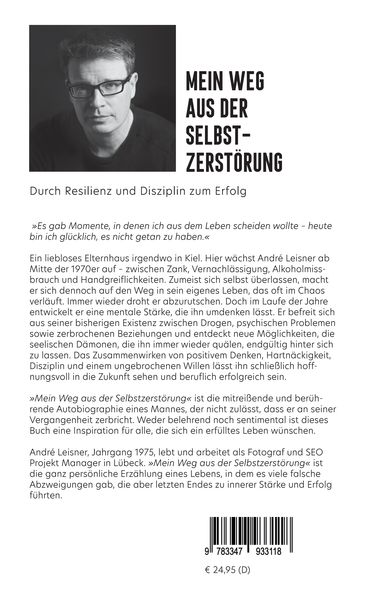 MEIN WEG
AUS DER
SELBST-
ZERSTÖRUNG
Durch Resilienz und Disziplin zum Erfolg
»Es gab Momente, in denen ich aus dem Leben scheiden wollte – heute
bin ich glücklich, es nicht getan zu haben.«
Ein liebloses Elternhaus irgendwo in Kiel. Hier wächst André Leisner ab
Mitte der 1970er auf – zwischen Zank, Vernachlässigung, Alkoholmiss-
brauch und Handgreiflichkeiten. Zumeist sich selbst überlassen, macht
er sich dennoch auf den Weg in sein eigenes Leben, das oft im Chaos
verläuft. Immer wieder droht er abzurutschen. Doch im Laufe der Jahre
entwickelt er eine mentale Stärke, die ihn umdenken lässt. Er befreit sich
aus seiner bisherigen Existenz zwischen Drogen, psychischen Problemen
sowie zerbrochenen Beziehungen und entdeckt neue Möglichkeiten, die
seelischen Dämonen, die ihn immer wieder quälen, endgültig hinter sich
zu lassen. Das Zusammenwirken von positivem Denken, Hartnäckigkeit,
Disziplin und einem ungebrochenen Willen lässt ihn schließlich hoff-
nungsvoll in die Zukunft sehen und beruflich erfolgreich sein.
»Mein Weg aus der Selbstzerstörung« ist die mitreißende und berüh-
rende Autobiographie eines Mannes, der nicht zulässt, dass er an seiner
Vergangenheit zerbricht. Weder belehrend noch sentimental ist dieses
Buch eine Inspiration für alle, die sich ein erfülltes Leben wünschen.
André Leisner, Jahrgang 1975, lebt und arbeitet als Fotograf und SEO
Projekt Manager in Lübeck. »Mein Weg aus der Selbstzerstörung« ist
die ganz persönliche Erzählung eines Lebens, in dem es viele falsche
Abzweigungen gab, die aber letzten Endes zu innerer Stärke und Erfolg
führten.
9 783347 933118
€ 24,95 (D)